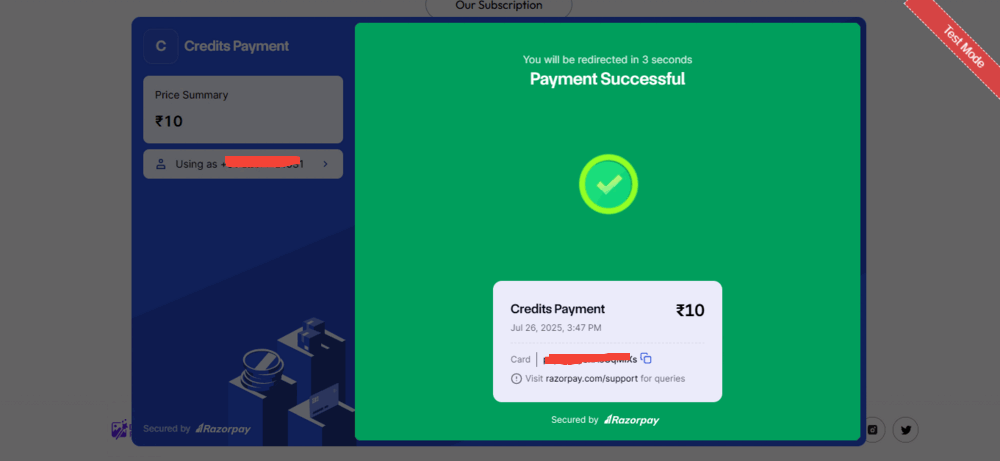 Our Subscription
Test Mode
C Credits Payment
Price Summary
₹10
Using as
You will be redirected in 3 seconds
Payment Successful
Credits Payment ₹10
Jul 26, 2025, 3:47 PM
Card
Visit razorpay.com/support for queries
Secured by Razorpay
Secured by Razorpay